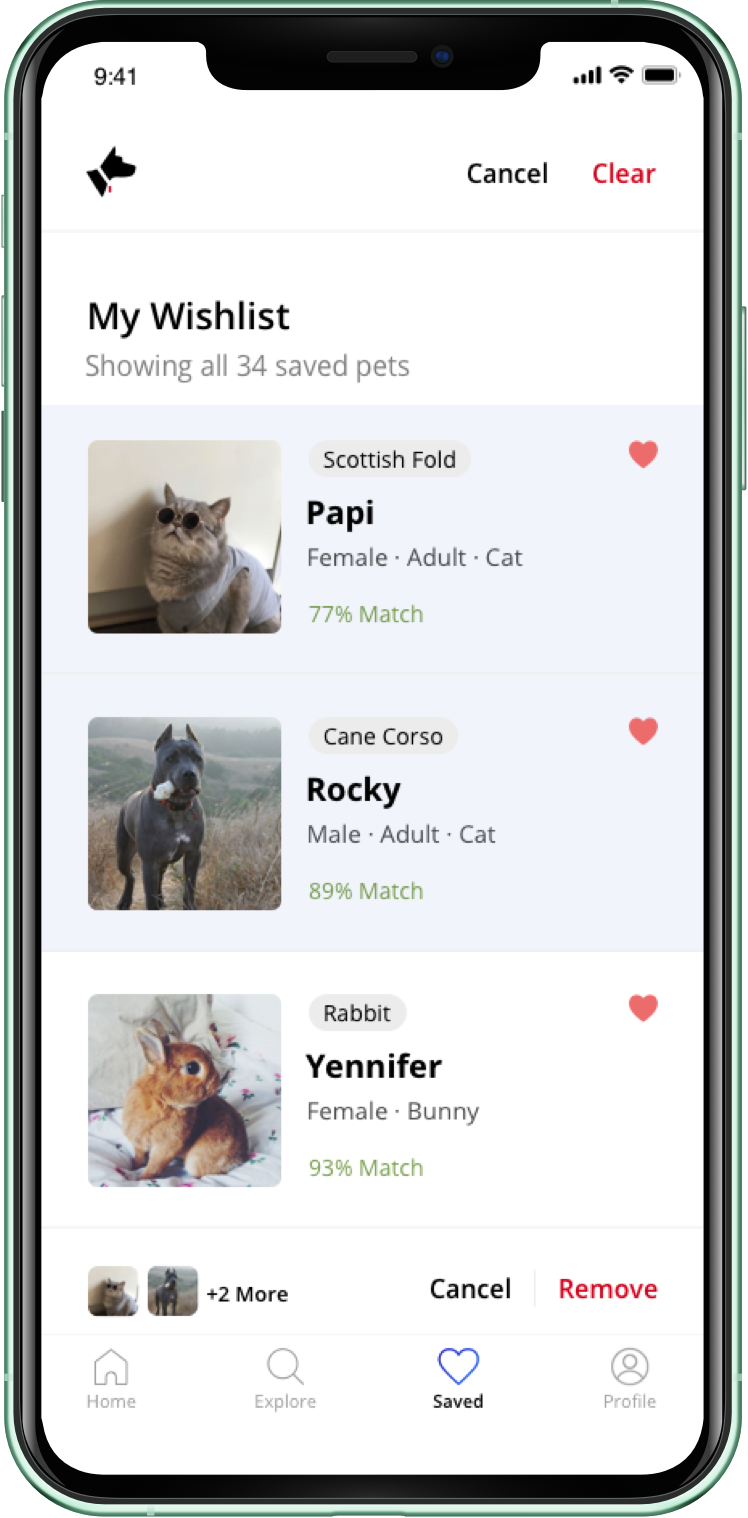 9:41
Cancel Clear
My Wishlist
Showing all 34 saved pets
Scottish Fold
Papi
Female · Adult · Cat
77% Match
Cane Corso
Rocky
Male · Adult · Cat
89% Match
Rabbit
Yennifer
Female · Bunny
93% Match
+2 More Cancel Remove
Home Explore Saved Profile